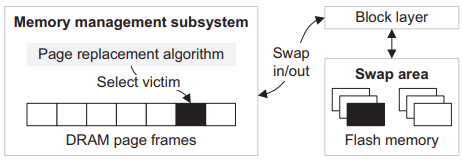 Memory management subsystem
Page replacement algorithm
Select victim
DRAM page frames
Swap
in/out
Block layer
Swap area
Flash memory